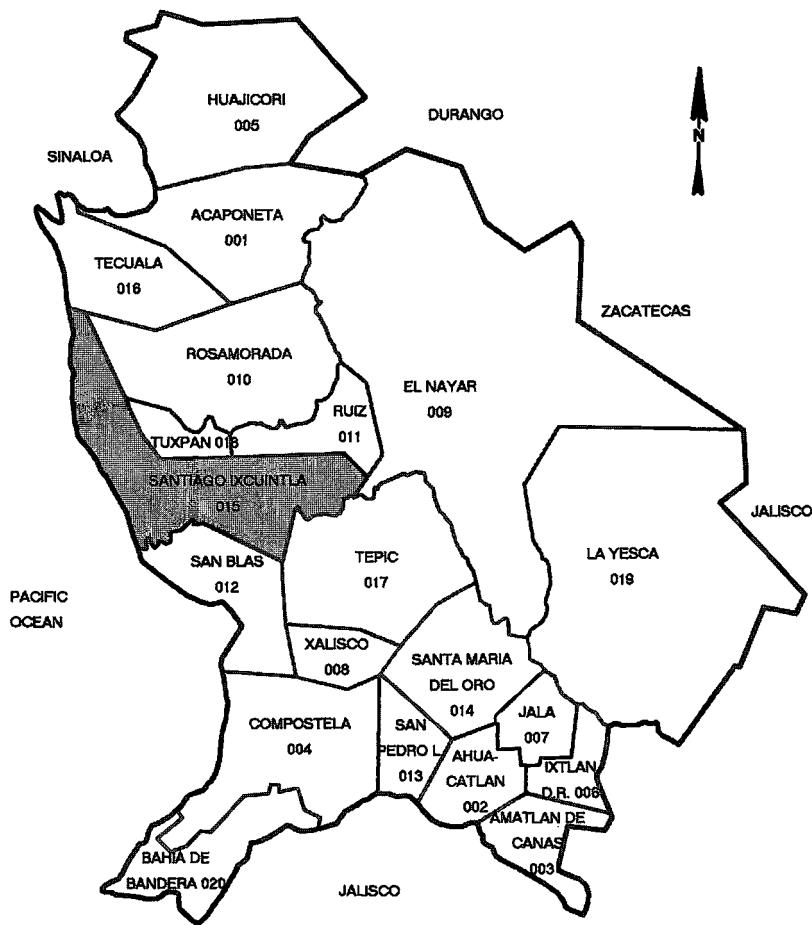 HUAJICORI
005
DURANGO
N
SINALOA
ACAPONETA
001
TECUALA
016
ZACATECAS
ROSAMORADA
010
EL NAYAR
009
RUIZ
011
TUXPAN 018
SANTIAGO IXCUINTLA
015
JALISCO
SAN BLAS
012
TEPIC
017
LA YESCA
019
PACIFIC
OCEAN
XALISCO
008
SANTA MARIA
DEL ORO
014
COMPOSTELA
004
SAN
PEDRO L.
013
JALA
007
AHUA-
CATLAN
002
IXTLAN
D.R. 006
AMATLAN DE
CANAS
003
BAHIA DE
BANDERA 020
JALISCO